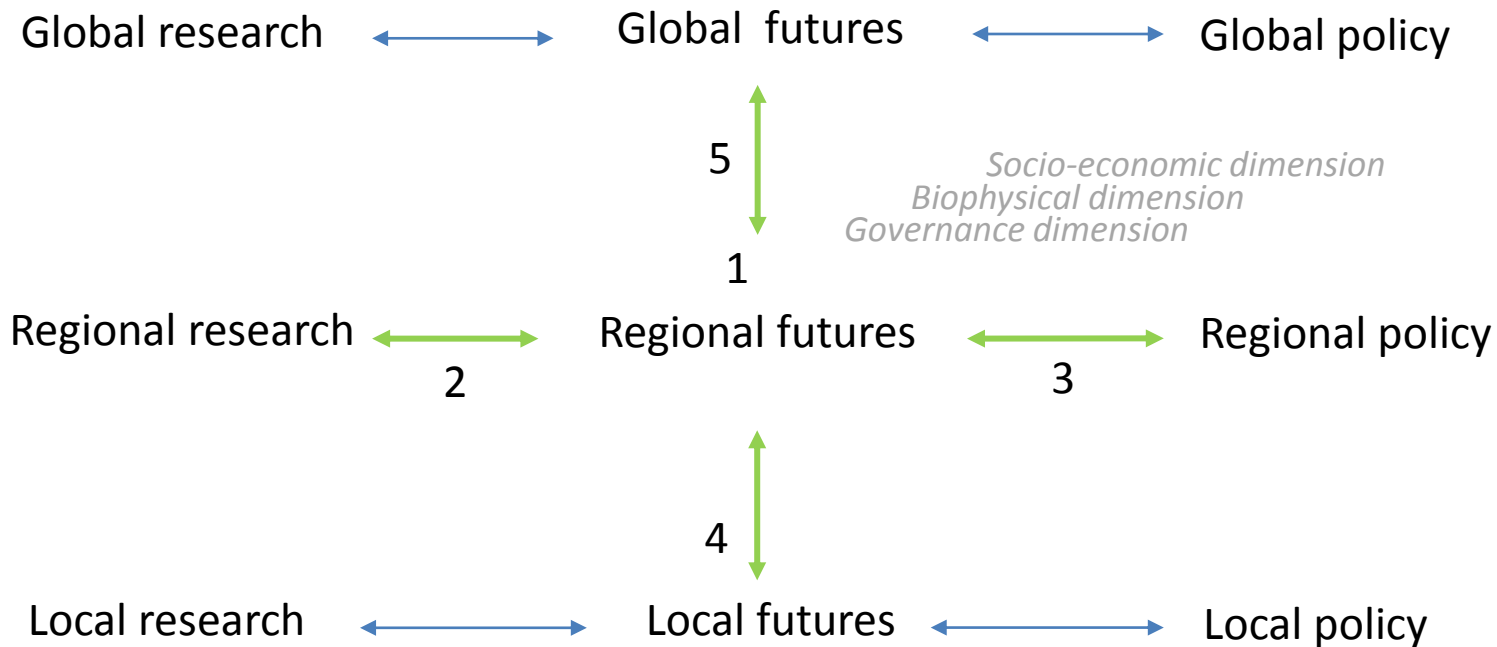 Global research
Global futures
Global policy
5
Socio-economic dimension
Biophysical dimension
Governance dimension
1
Regional research
Regional futures
Regional policy
2
3
4
Local research
Local futures
Local policy